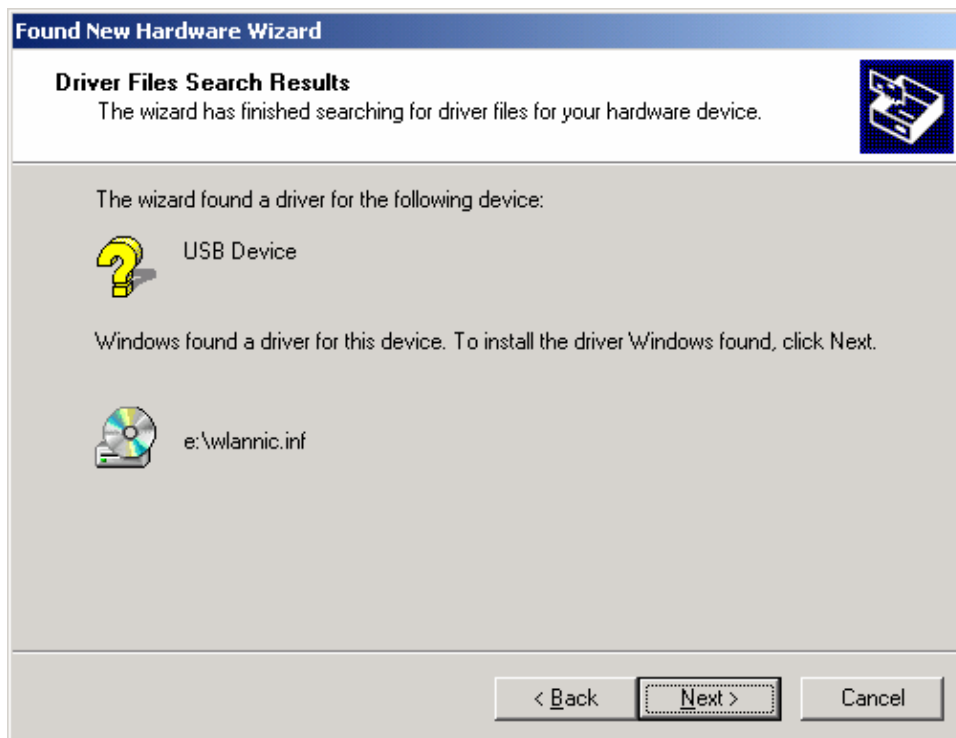 Found New Hardware Wizard
Driver Files Search Results
The wizard has finished searching for driver files for your hardware device.
The wizard found a driver for the following device:
USB Device
Windows found a driver for this device. To install the driver Windows found, click Next.
e:\wlannic.inf
< Back Next > Cancel